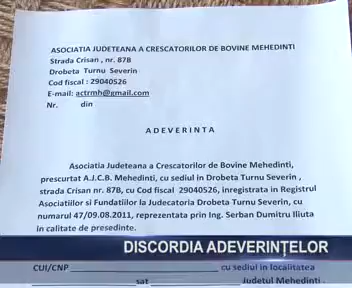 ASOCIATIA JUDETEANA A CRESCATORILOR DE BOVINE MEHEDINTI
Strada Crisan , nr. 87B
Drobeta Turnu Severin
Cod fiscal : 29040526
E-mail: actrmh@gmail.com
Nr. din
ADEVERINTA
Asociatia Judeteana a Crescatorilor de Bovine Mehedinti,
prescurtat A.J.C.B. Mehedinti, cu sediul in Drobeta Turnu Severin ,
strada Crisan nr. 87B, cu Cod fiscal 29040526, inregistrata in Registrul
Asociatiilor si Fundatiilor la Judecatoria Drobeta Turnu Severin, cu
numarul 47/09.08.2011, reprezentata prin Ing. Serban Dumitru Iliuta
in calitate de presedinte.
DISCORDIA ADEVERINȚELOR
CUI/CNP cu sediul in localitatea
sat Judetul Mehedinti .